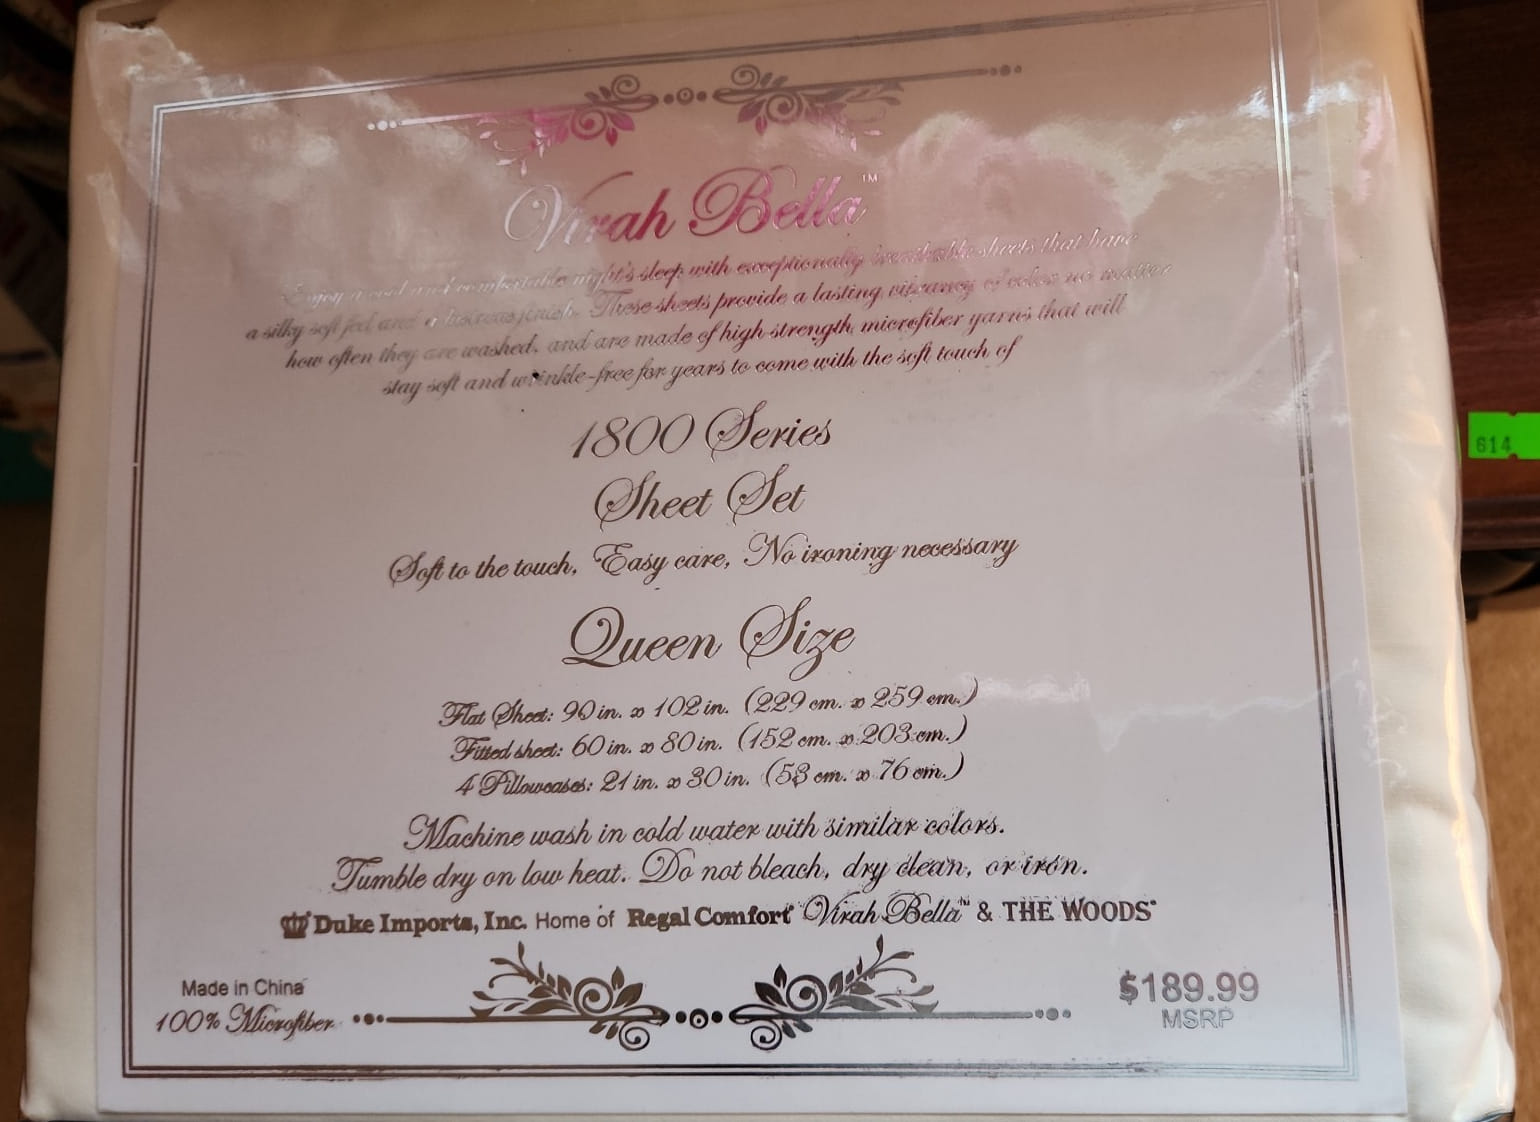 Virah Bella™
Enjoy a cool and comfortable night's sleep with exceptionally breathable sheets that have
a silky soft feel and a lustrous finish. These sheets provide a lasting vibrancy of color no matter
how often they are washed, and are made of high strength microfiber yarns that will
stay soft and wrinkle-free for years to come with the soft touch of
1800 Series
Sheet Set
Soft to the touch, Easy care, No ironing necessary
Queen Size
Flat Sheet: 90 in. x 102 in. (229 cm. x 259 cm.)
Fitted sheet: 60 in. x 80 in. (152 cm. x 203 cm.)
4 Pillowcases: 21 in. x 30 in. (53 cm. x 76 cm.)
Machine wash in cold water with similar colors.
Tumble dry on low heat. Do not bleach, dry clean, or iron.
Duke Imports, Inc. Home of Regal Comfort® Virah Bella™ & THE WOODS®
Made in China
100% Microfiber
$189.99
MSRP
614